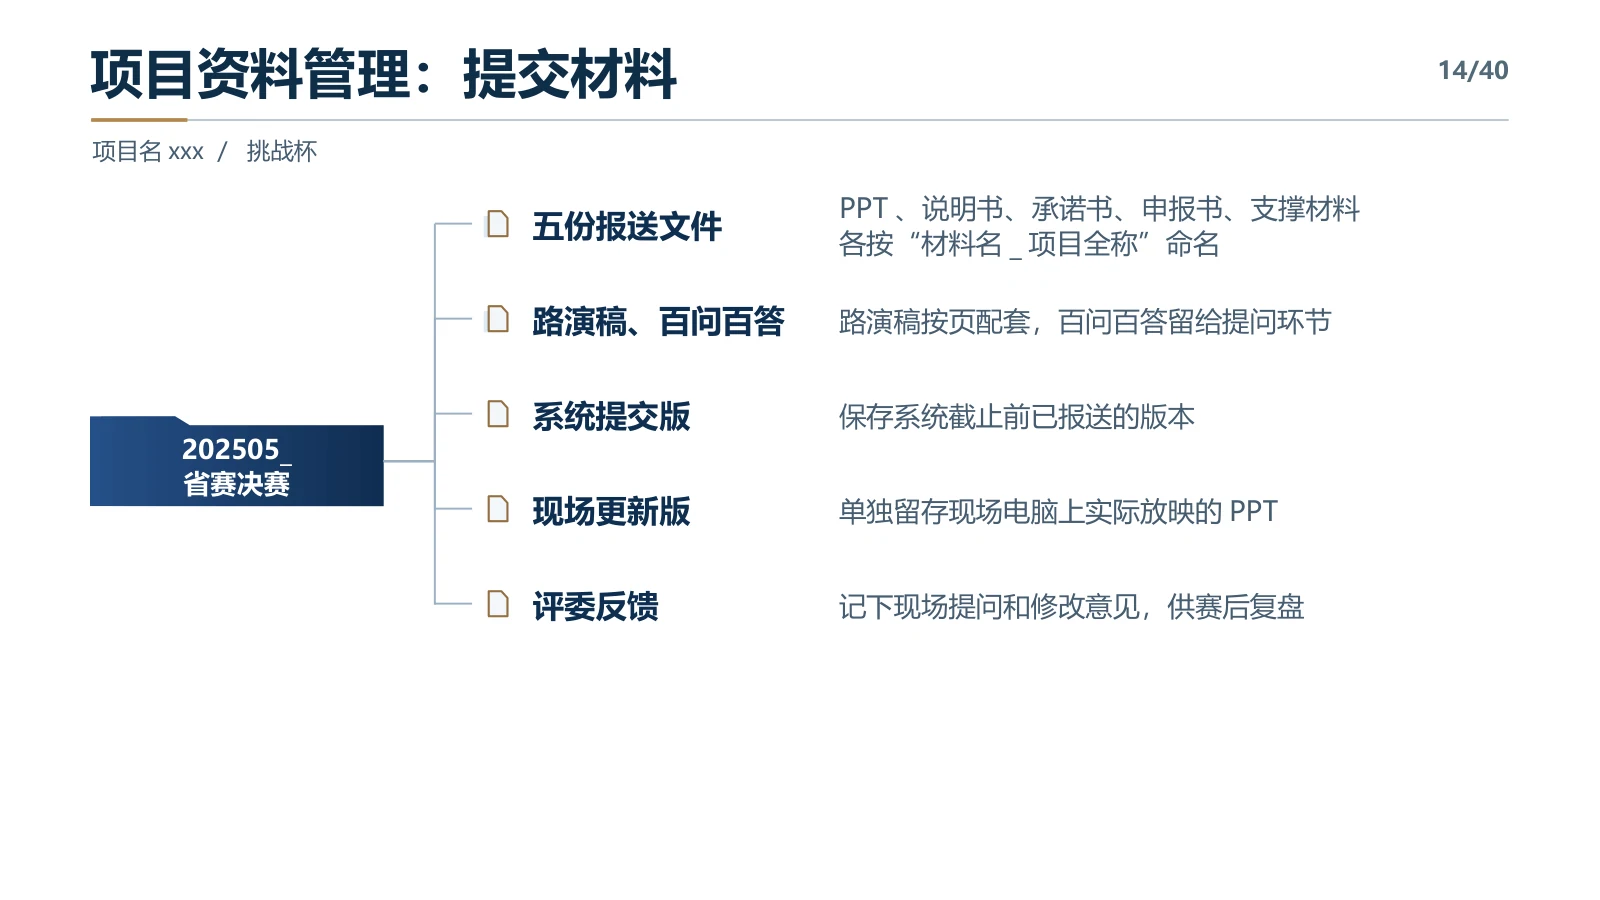 项目资料管理：提交材料
14/40
项目名 xxx / 挑战杯
五份报送文件
PPT 、说明书、承诺书、申报书、支撑材料
各按“材料名 _ 项目全称”命名
路演稿、百问百答
路演稿按页配套，百问百答留给提问环节
系统提交版
保存系统截止前已报送的版本
202505_
省赛决赛
现场更新版
单独留存现场电脑上实际放映的 PPT
评委反馈
记下现场提问和修改意见，供赛后复盘